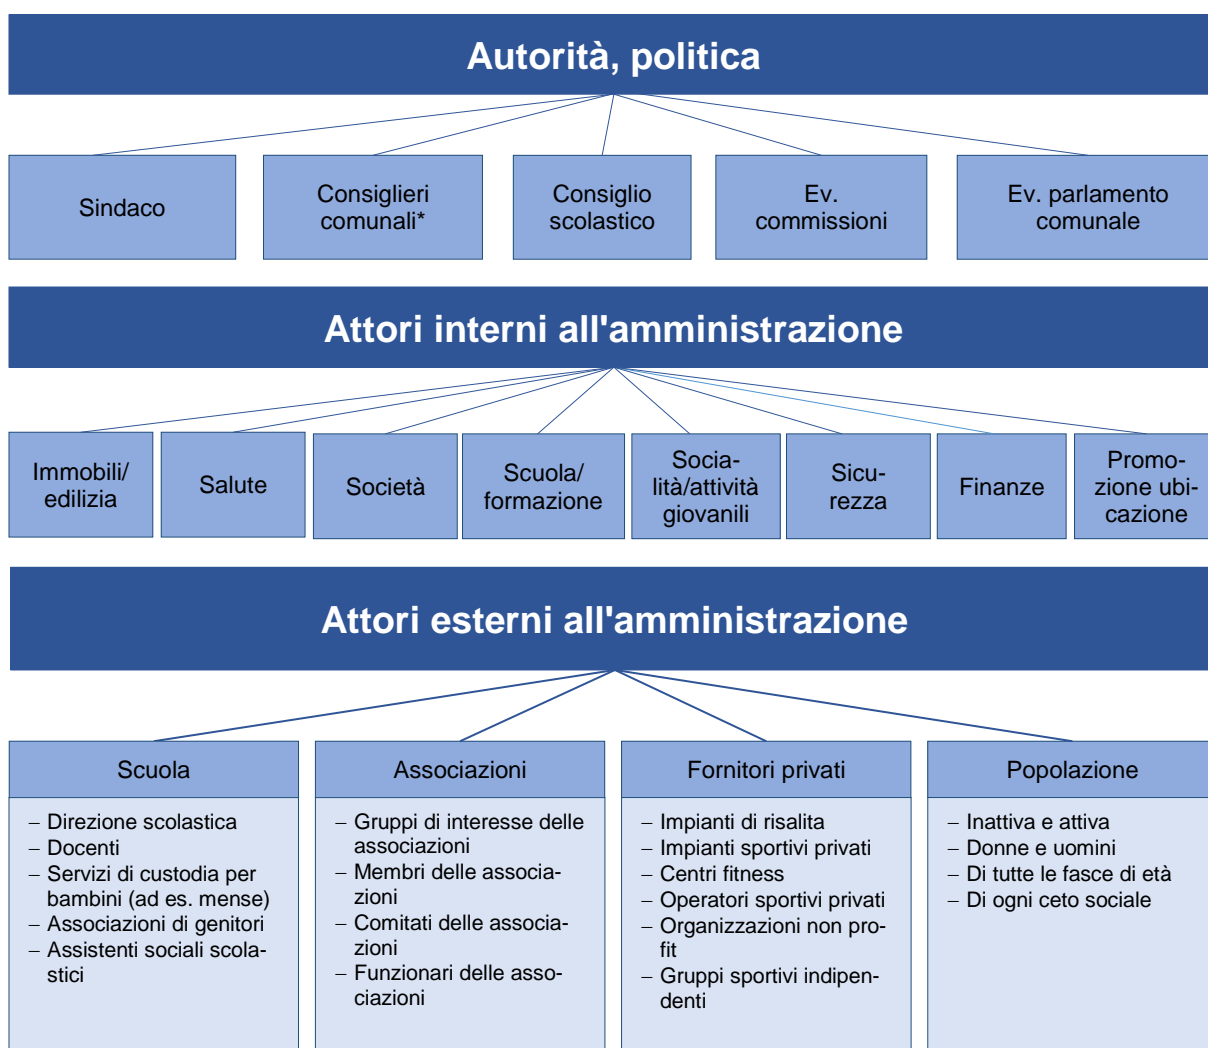 Autorità, politica
Sindaco
Consiglieri
comunali*
Consiglio
scolastico
Ev.
commissioni
Ev. parlamento
comunale
Attori interni all'amministrazione
Immobili/
edilizia
Salute
Società
Scuola/
formazione
Socia-
lità/attività
giovanili
Sicu-
rezza
Finanze
Promo-
zione ubi-
cazione
Attori esterni all'amministrazione
Scuola
– Direzione scolastica
– Docenti
– Servizi di custodia per
bambini (ad es. mense)
– Associazioni di genitori
– Assistenti sociali scola-
stici
Associazioni
– Gruppi di interesse delle
associazioni
– Membri delle associa-
zioni
– Comitati delle associa-
zioni
– Funzionari delle asso-
ciazioni
Fornitori privati
– Impianti di risalita
– Impianti sportivi privati
– Centri fitness
– Operatori sportivi privati
– Organizzazioni non pro-
fit
– Gruppi sportivi indipen-
denti
Popolazione
– Inattiva e attiva
– Donne e uomini
– Di tutte le fasce di età
– Di ogni ceto sociale